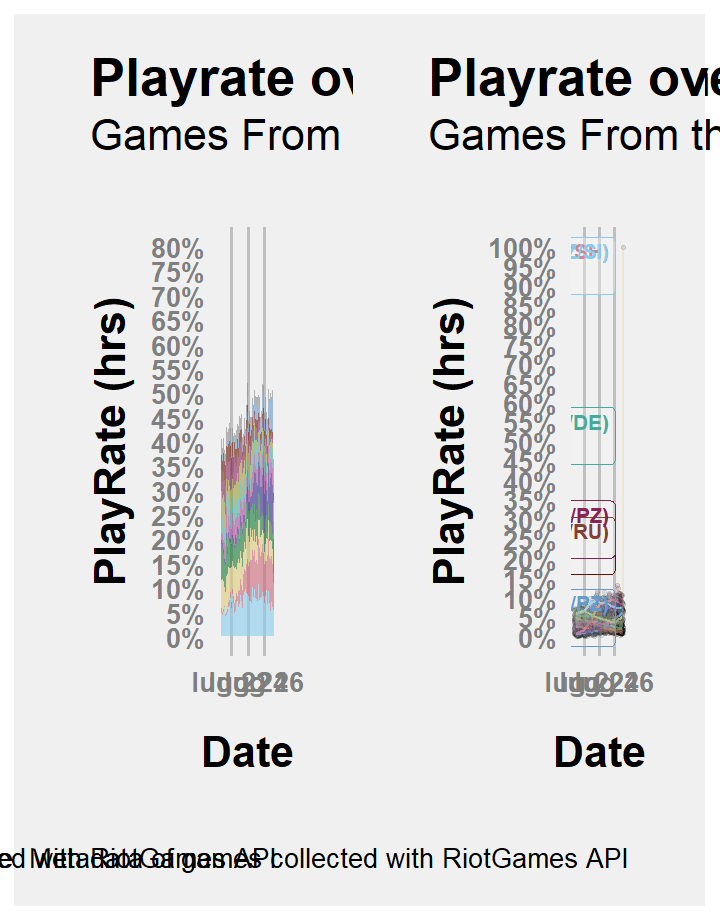 Playrate ov
Games From
PlayRate (hrs)
80%
75%
70%
65%
60%
55%
50%
45%
40%
35%
30%
25%
20%
15%
10%
5%
0%
Date
Playrate ove
Games From th
PlayRate (hrs)
100%
95%
90%
85%
80%
75%
70%
65%
60%
55%
50%
45%
40%
35%
30%
25%
20%
15%
10%
5%
0%
/DE)
/PZ)
/RU)
/PZ)
Date
collected with RiotGames API